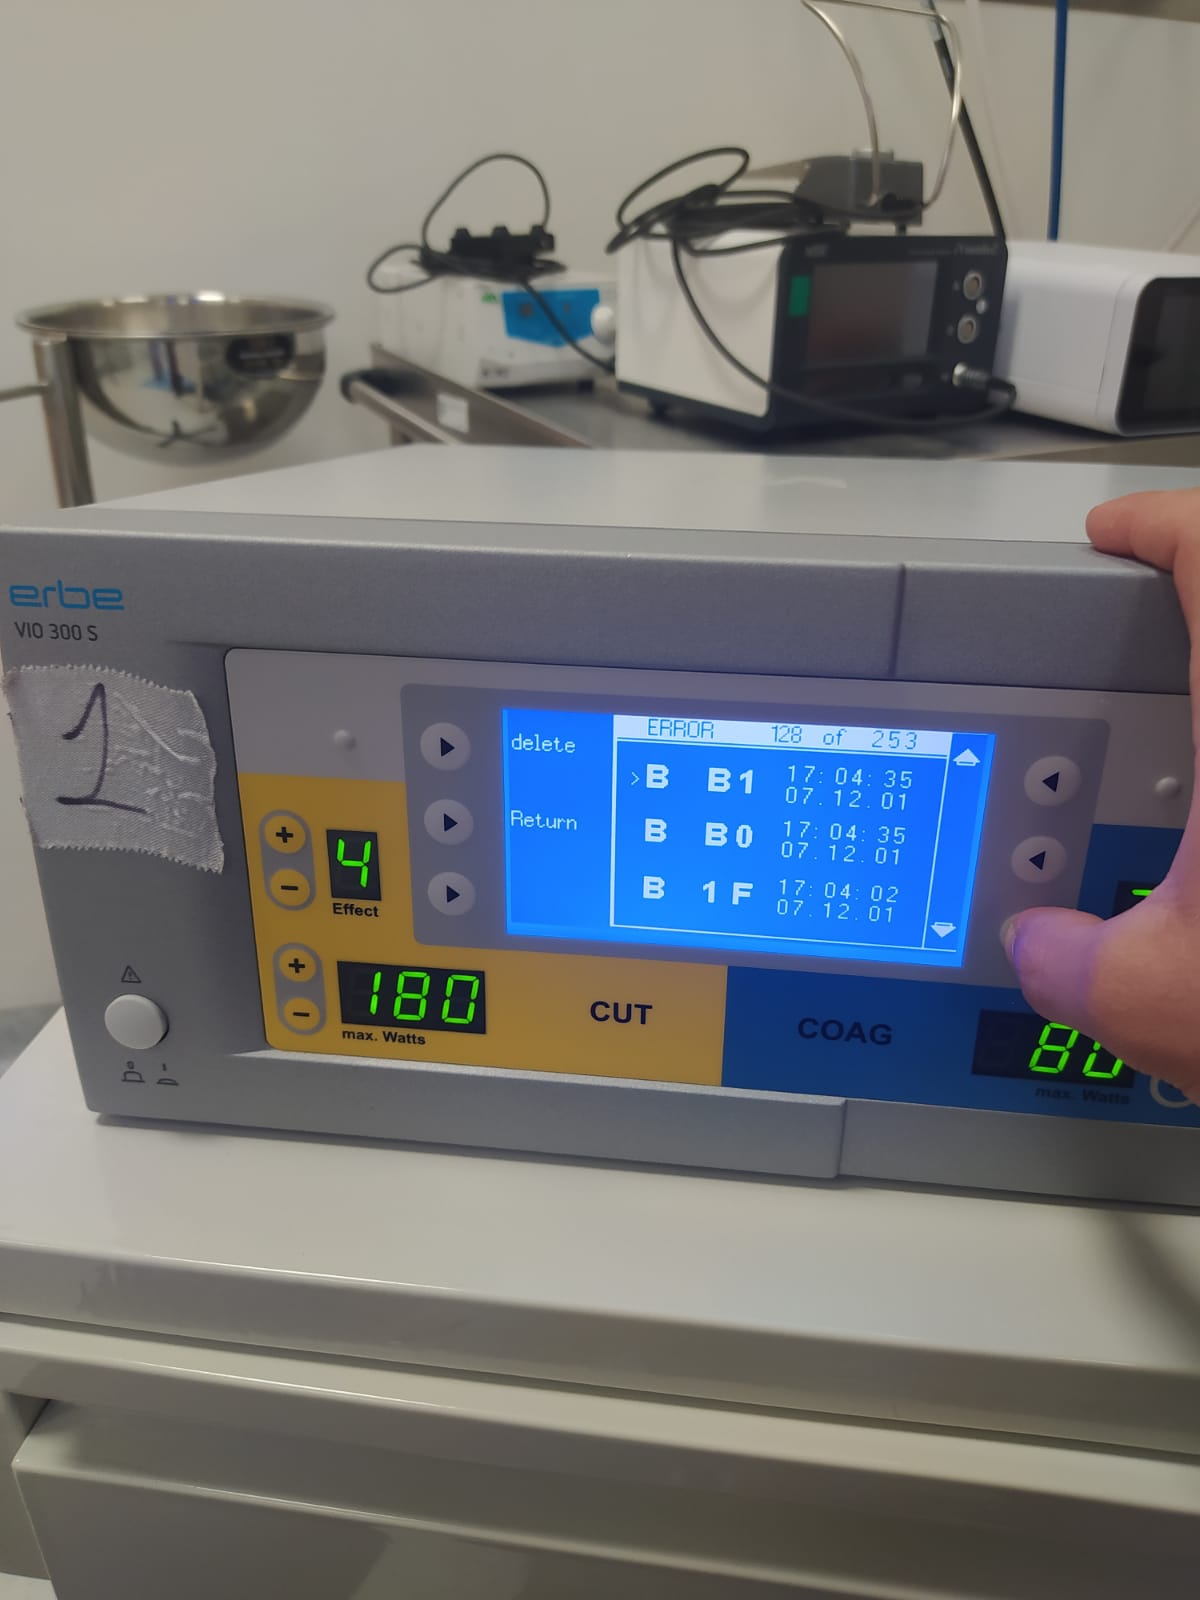 erbe
VIO 300 S
1
delete
Return
ERROR 128 of 253
>B B1 17:04:35
07.12.01
B B0 17:04:35
07.12.01
B 1F 17:04:02
07.12.01
+
4
−
Effect
+
180
−
max. Watts
CUT
COAG
80
max. Watts
0 I